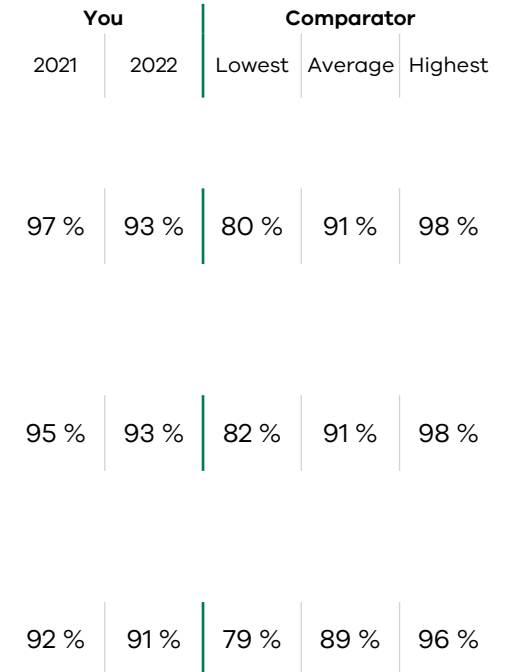 You Comparator
2021 2022 Lowest Average Highest
97 % 93 % 80 % 91 % 98 %
95 % 93 % 82 % 91 % 98 %
92 % 91 % 79 % 89 % 96 %